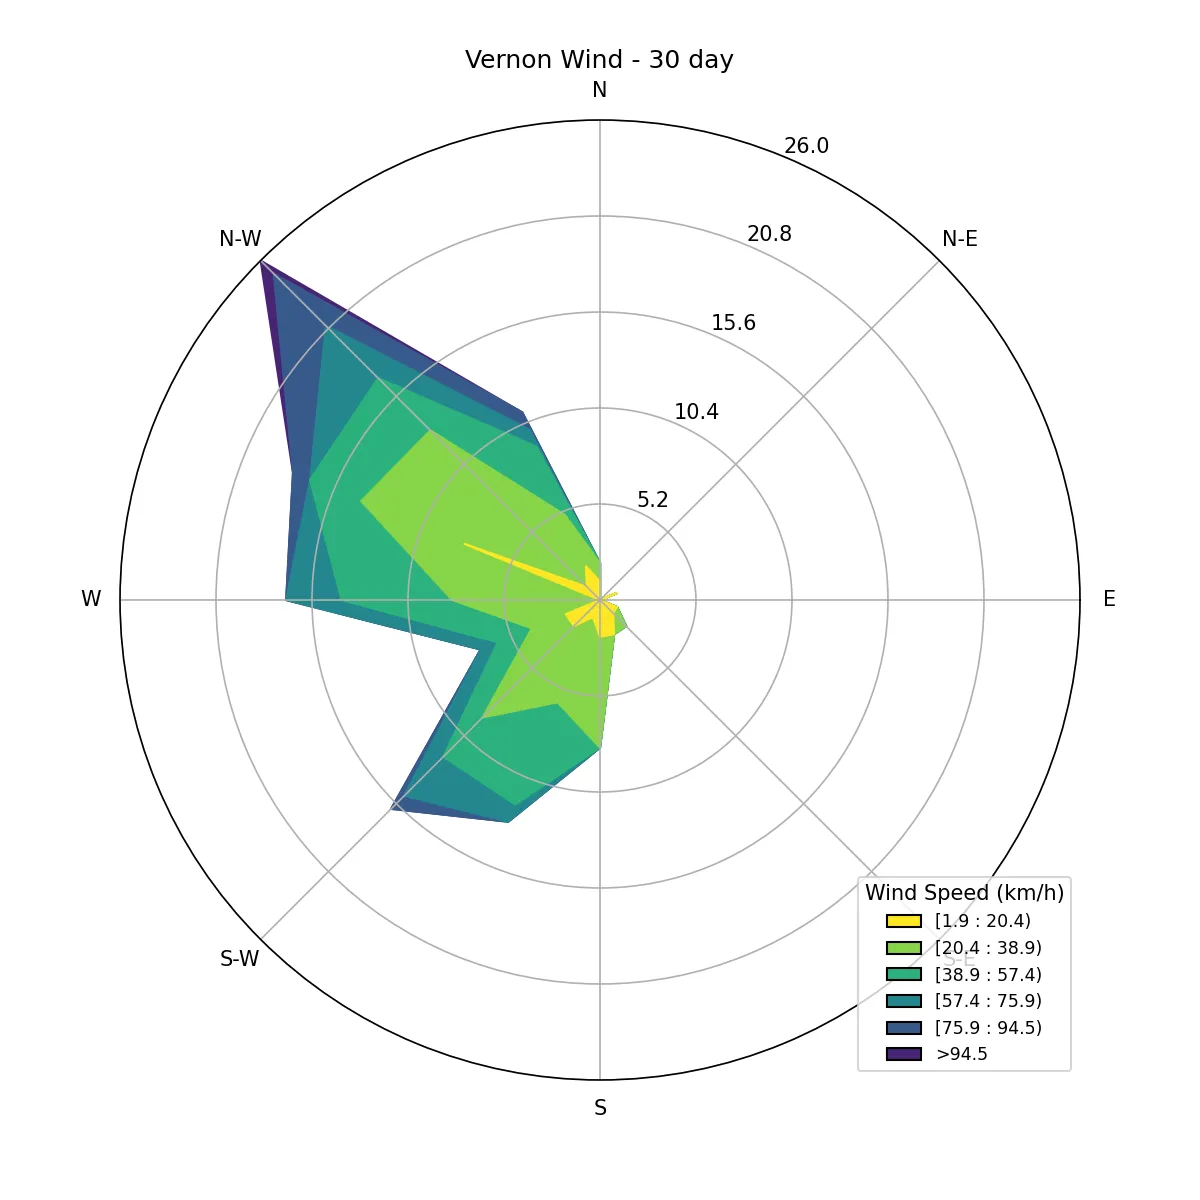 Vernon Wind - 30 day
N
26.0
N-W
N-E
20.8
15.6
10.4
5.2
W
E
S-W
S-E
S
Wind Speed (km/h)
[1.9 : 20.4)
[20.4 : 38.9)
[38.9 : 57.4)
[57.4 : 75.9)
[75.9 : 94.5)
>94.5